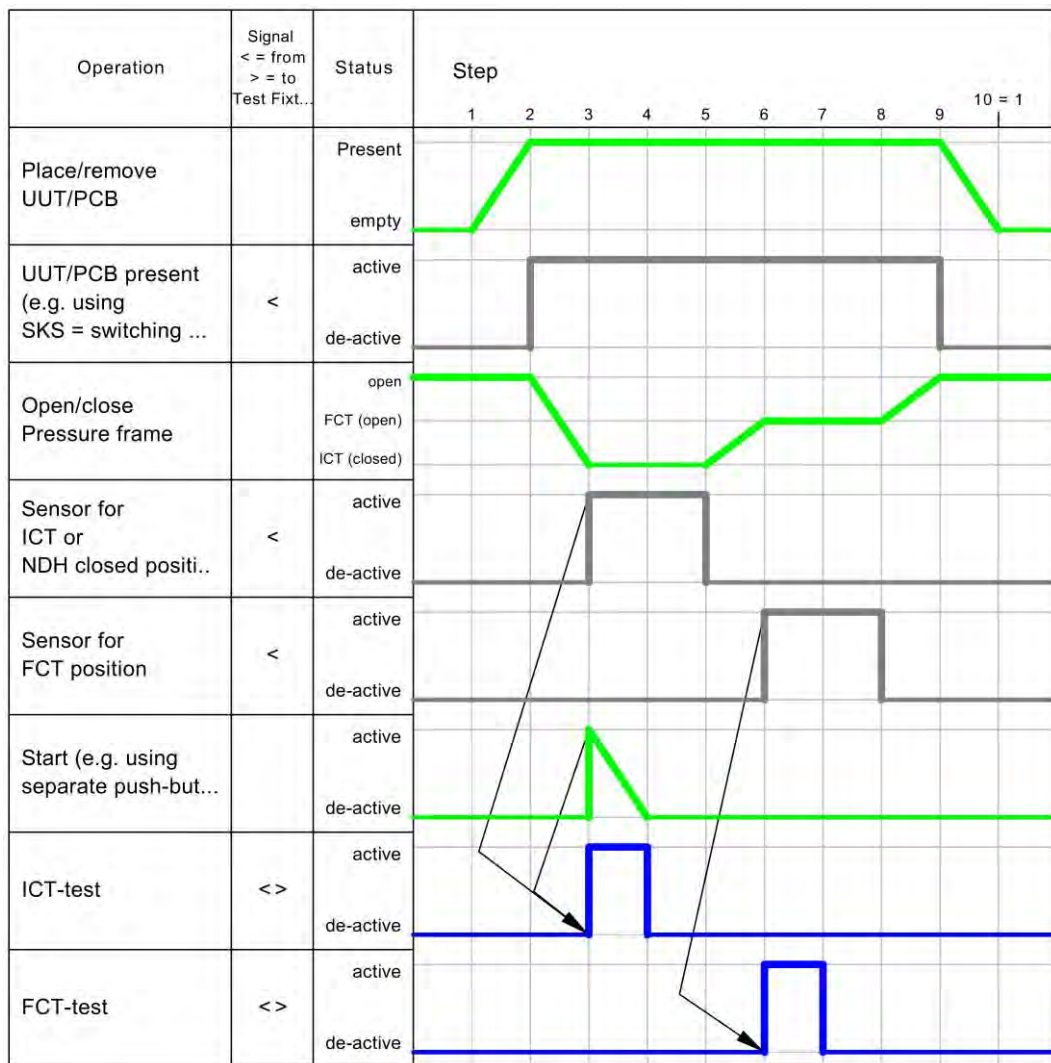 Operation
Signal
< = from
> = to
Test Fixt...
Status
Step
1 2 3 4 5 6 7 8 9 10 = 1
Place/remove
UUT/PCB
Present
empty
UUT/PCB present
(e.g. using
SKS = switching ...
<
active
de-active
Open/close
Pressure frame
open
FCT (open)
ICT (closed)
Sensor for
ICT or
NDH closed positi..
<
active
de-active
Sensor for
FCT position
<
active
de-active
Start (e.g. using
separate push-but...
active
de-active
ICT-test
<>
active
de-active
FCT-test
<>
active
de-active